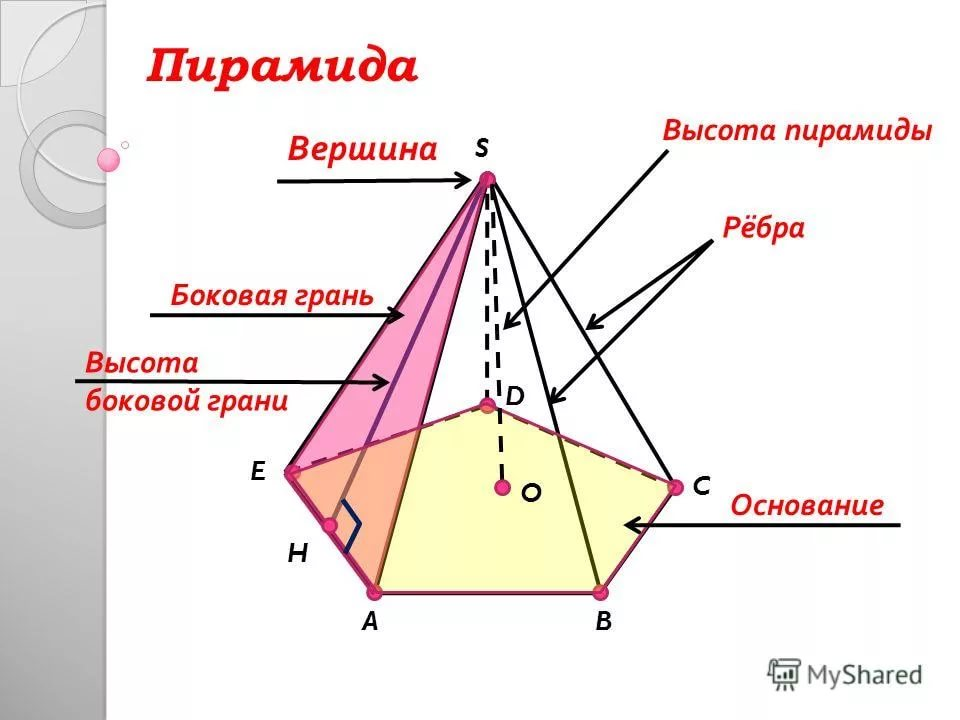 Пирамида
Вершина
S
Высота пирамиды
Рёбра
Боковая грань
Высота
боковой грани
D
E
O
C
Основание
H
A
B
MyShared